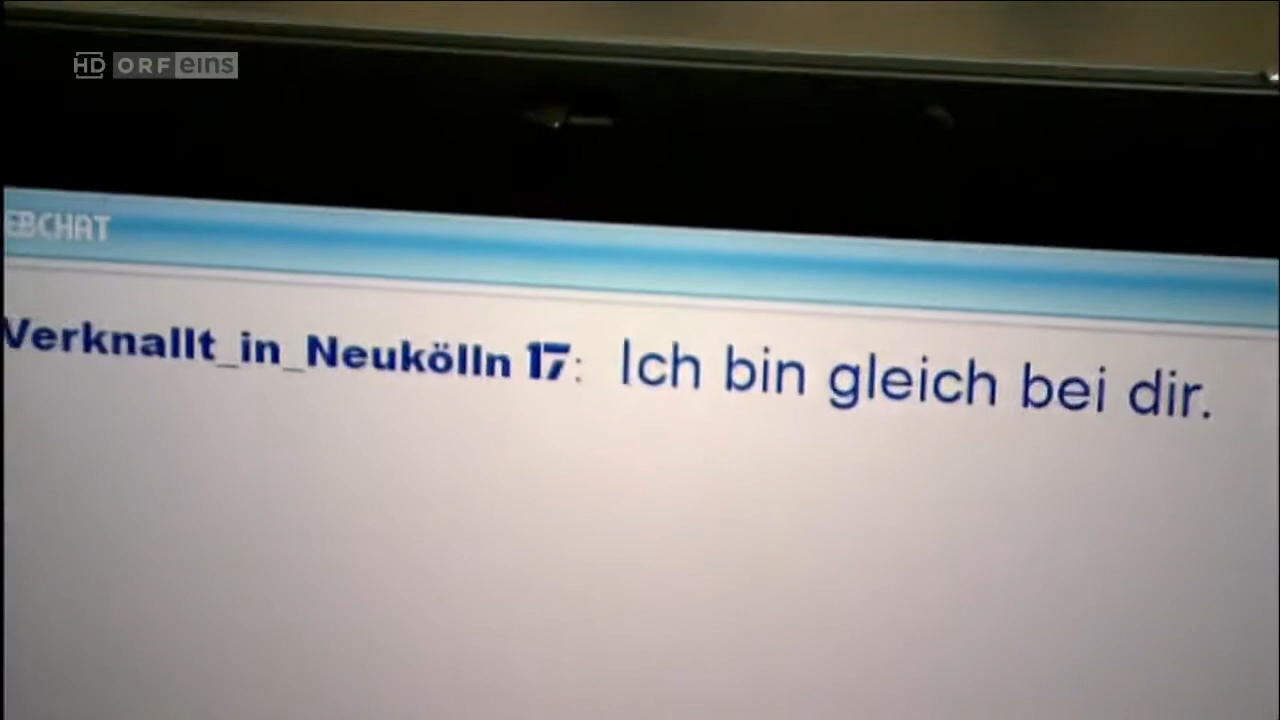 HD ORF eins
EBCHAT
Verknallt_in_Neukölln 17: Ich bin gleich bei dir.